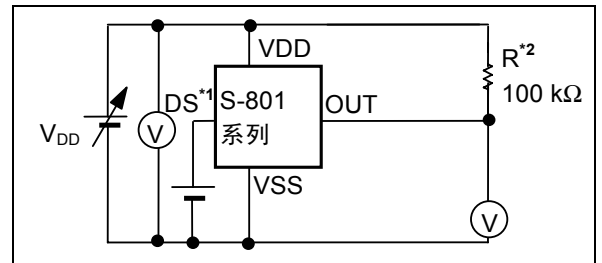 VDD
R*2
100 kΩ
DS*1
S-801
系列
OUT
V
VDD
VSS
V